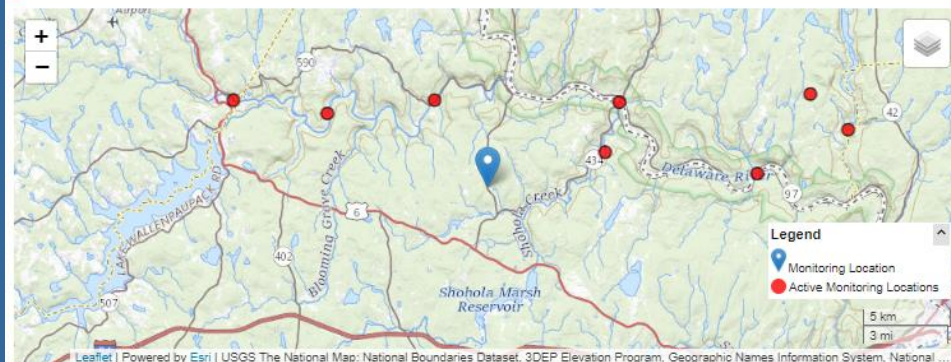 Airport
+
−
590
42
434
Delaware River
97
LAKE WALLENPAUPACK RD
6
Blooming Grove Creek
Shohola Creek
402
Shohola Marsh
Reservoir
507
Legend
Monitoring Location
Active Monitoring Locations
5 km
3 mi
Leaflet | Powered by Esri | USGS The National Map: National Boundaries Dataset, 3DEP Elevation Program, Geographic Names Information System, National ...